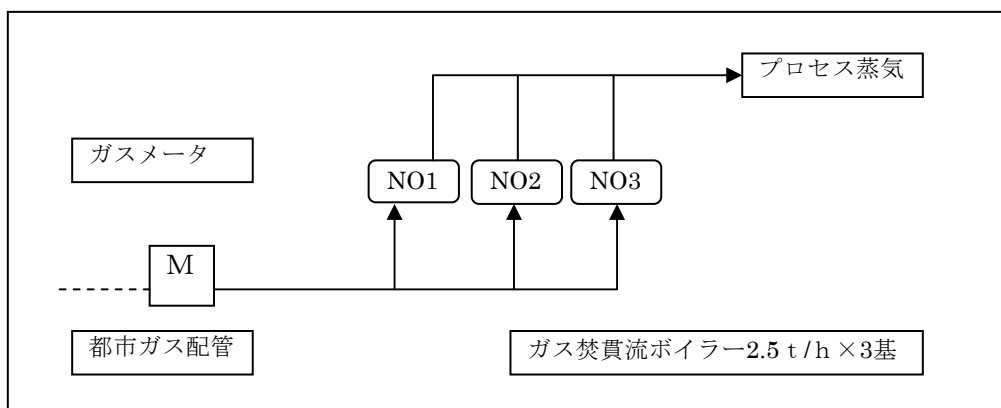 プロセス蒸気
ガスメータ
NO1 NO2 NO3
M
都市ガス配管
ガス焚貫流ボイラー2.5 t/h×3基